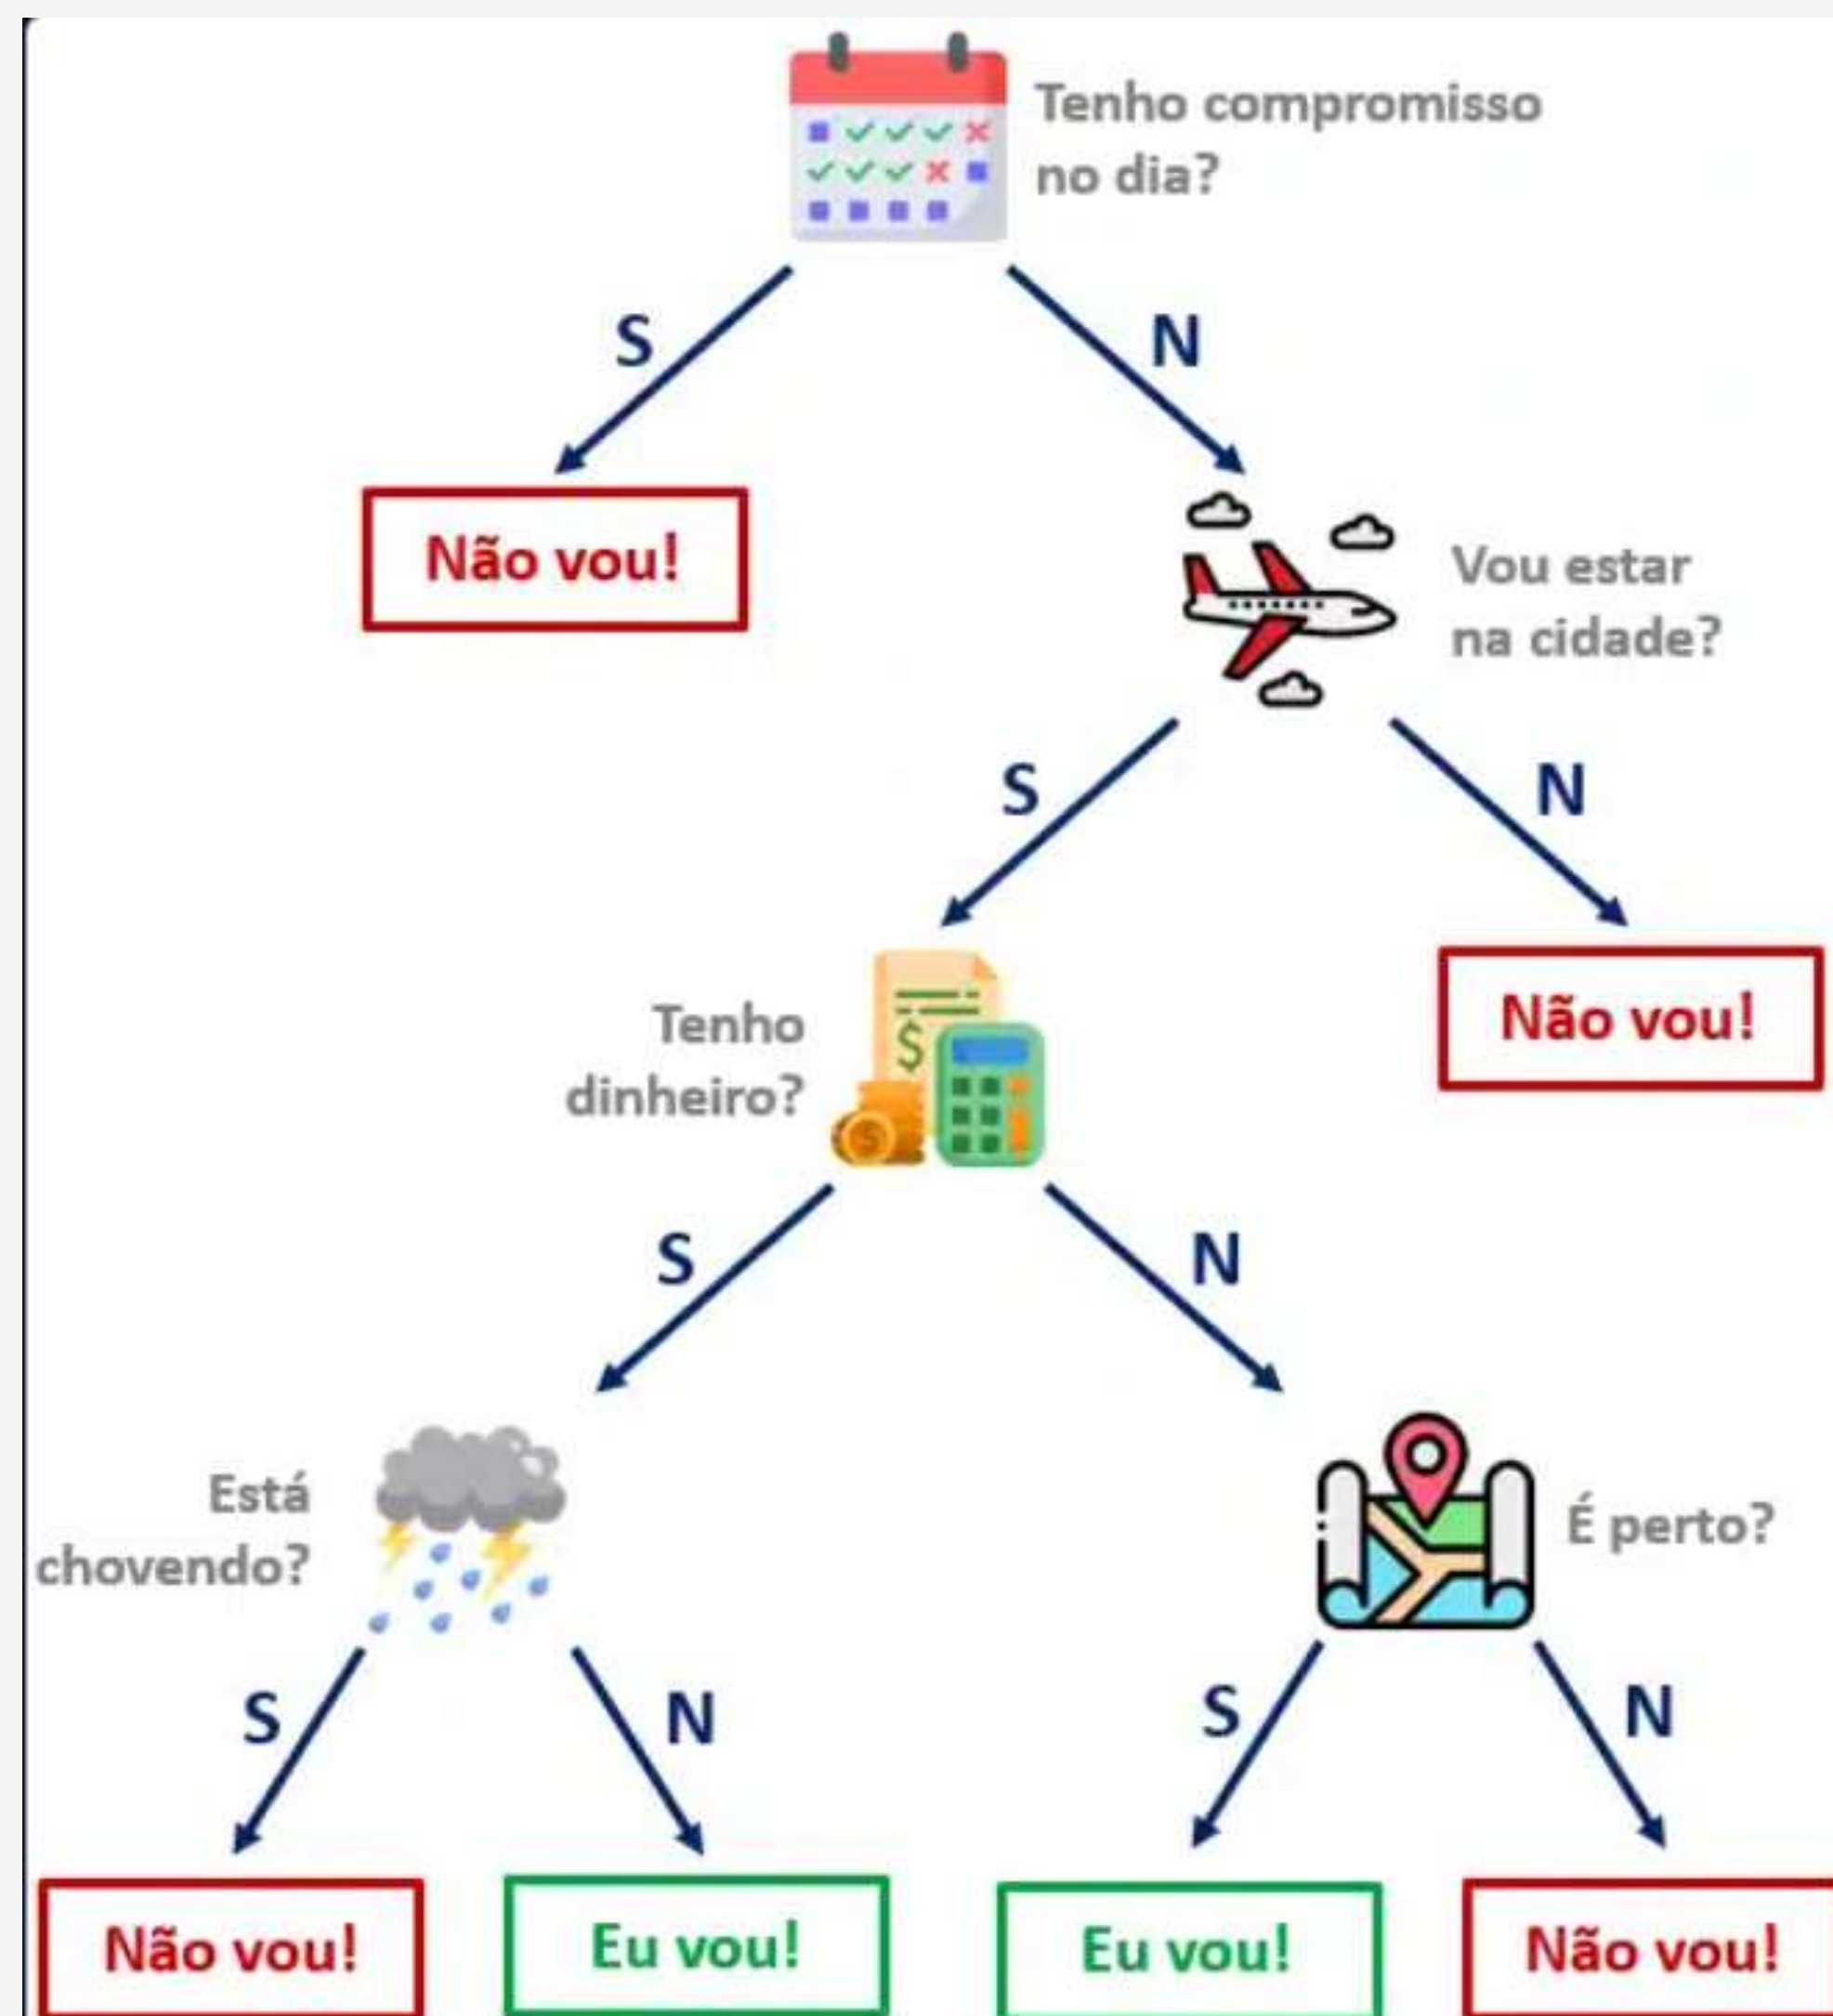 Tenho compromisso
no dia?
S
N
Não vou!
Vou estar
na cidade?
S
N
Tenho
dinheiro?
Não vou!
S
N
Está
chovendo?
É perto?
S
N
S
N
Não vou!
Eu vou!
Eu vou!
Não vou!